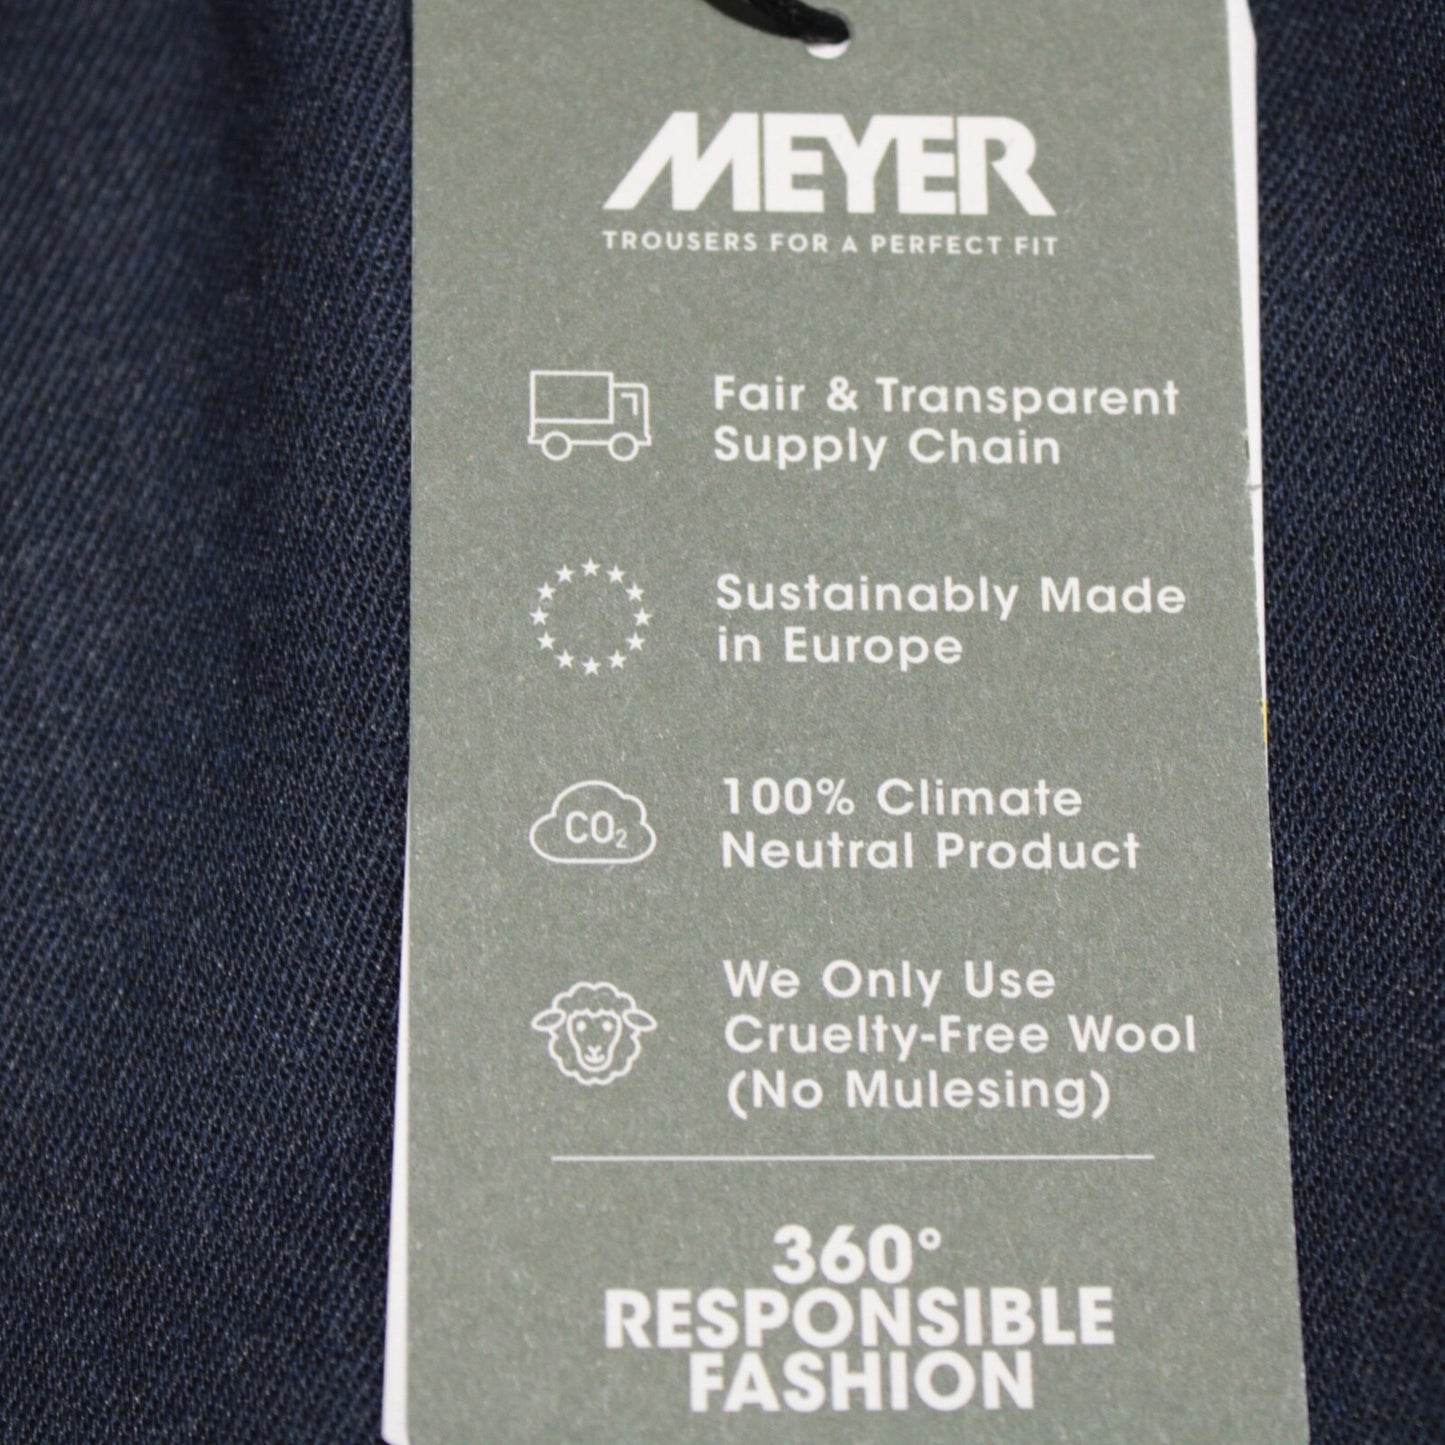 MEYER
TROUSERS FOR A PERFECT FIT
Fair & Transparent
Supply Chain
Sustainably Made
in Europe
CO₂
100% Climate
Neutral Product
We Only Use
Cruelty-Free Wool
(No Mulesing)
360°
RESPONSIBLE
FASHION